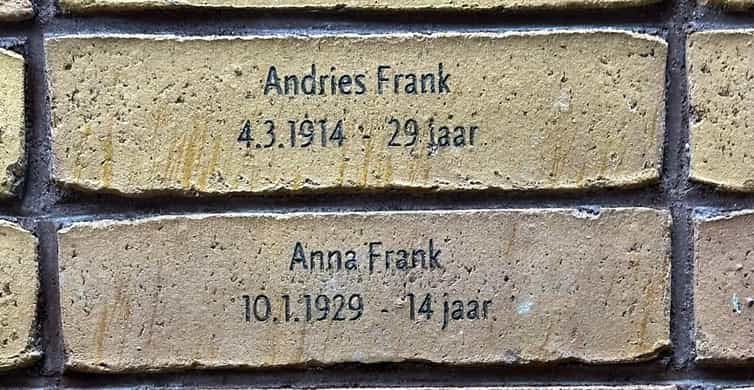 Andries Frank
4.3.1914 - 29 jaar
Anna Frank
10.1.1929 - 14 jaar